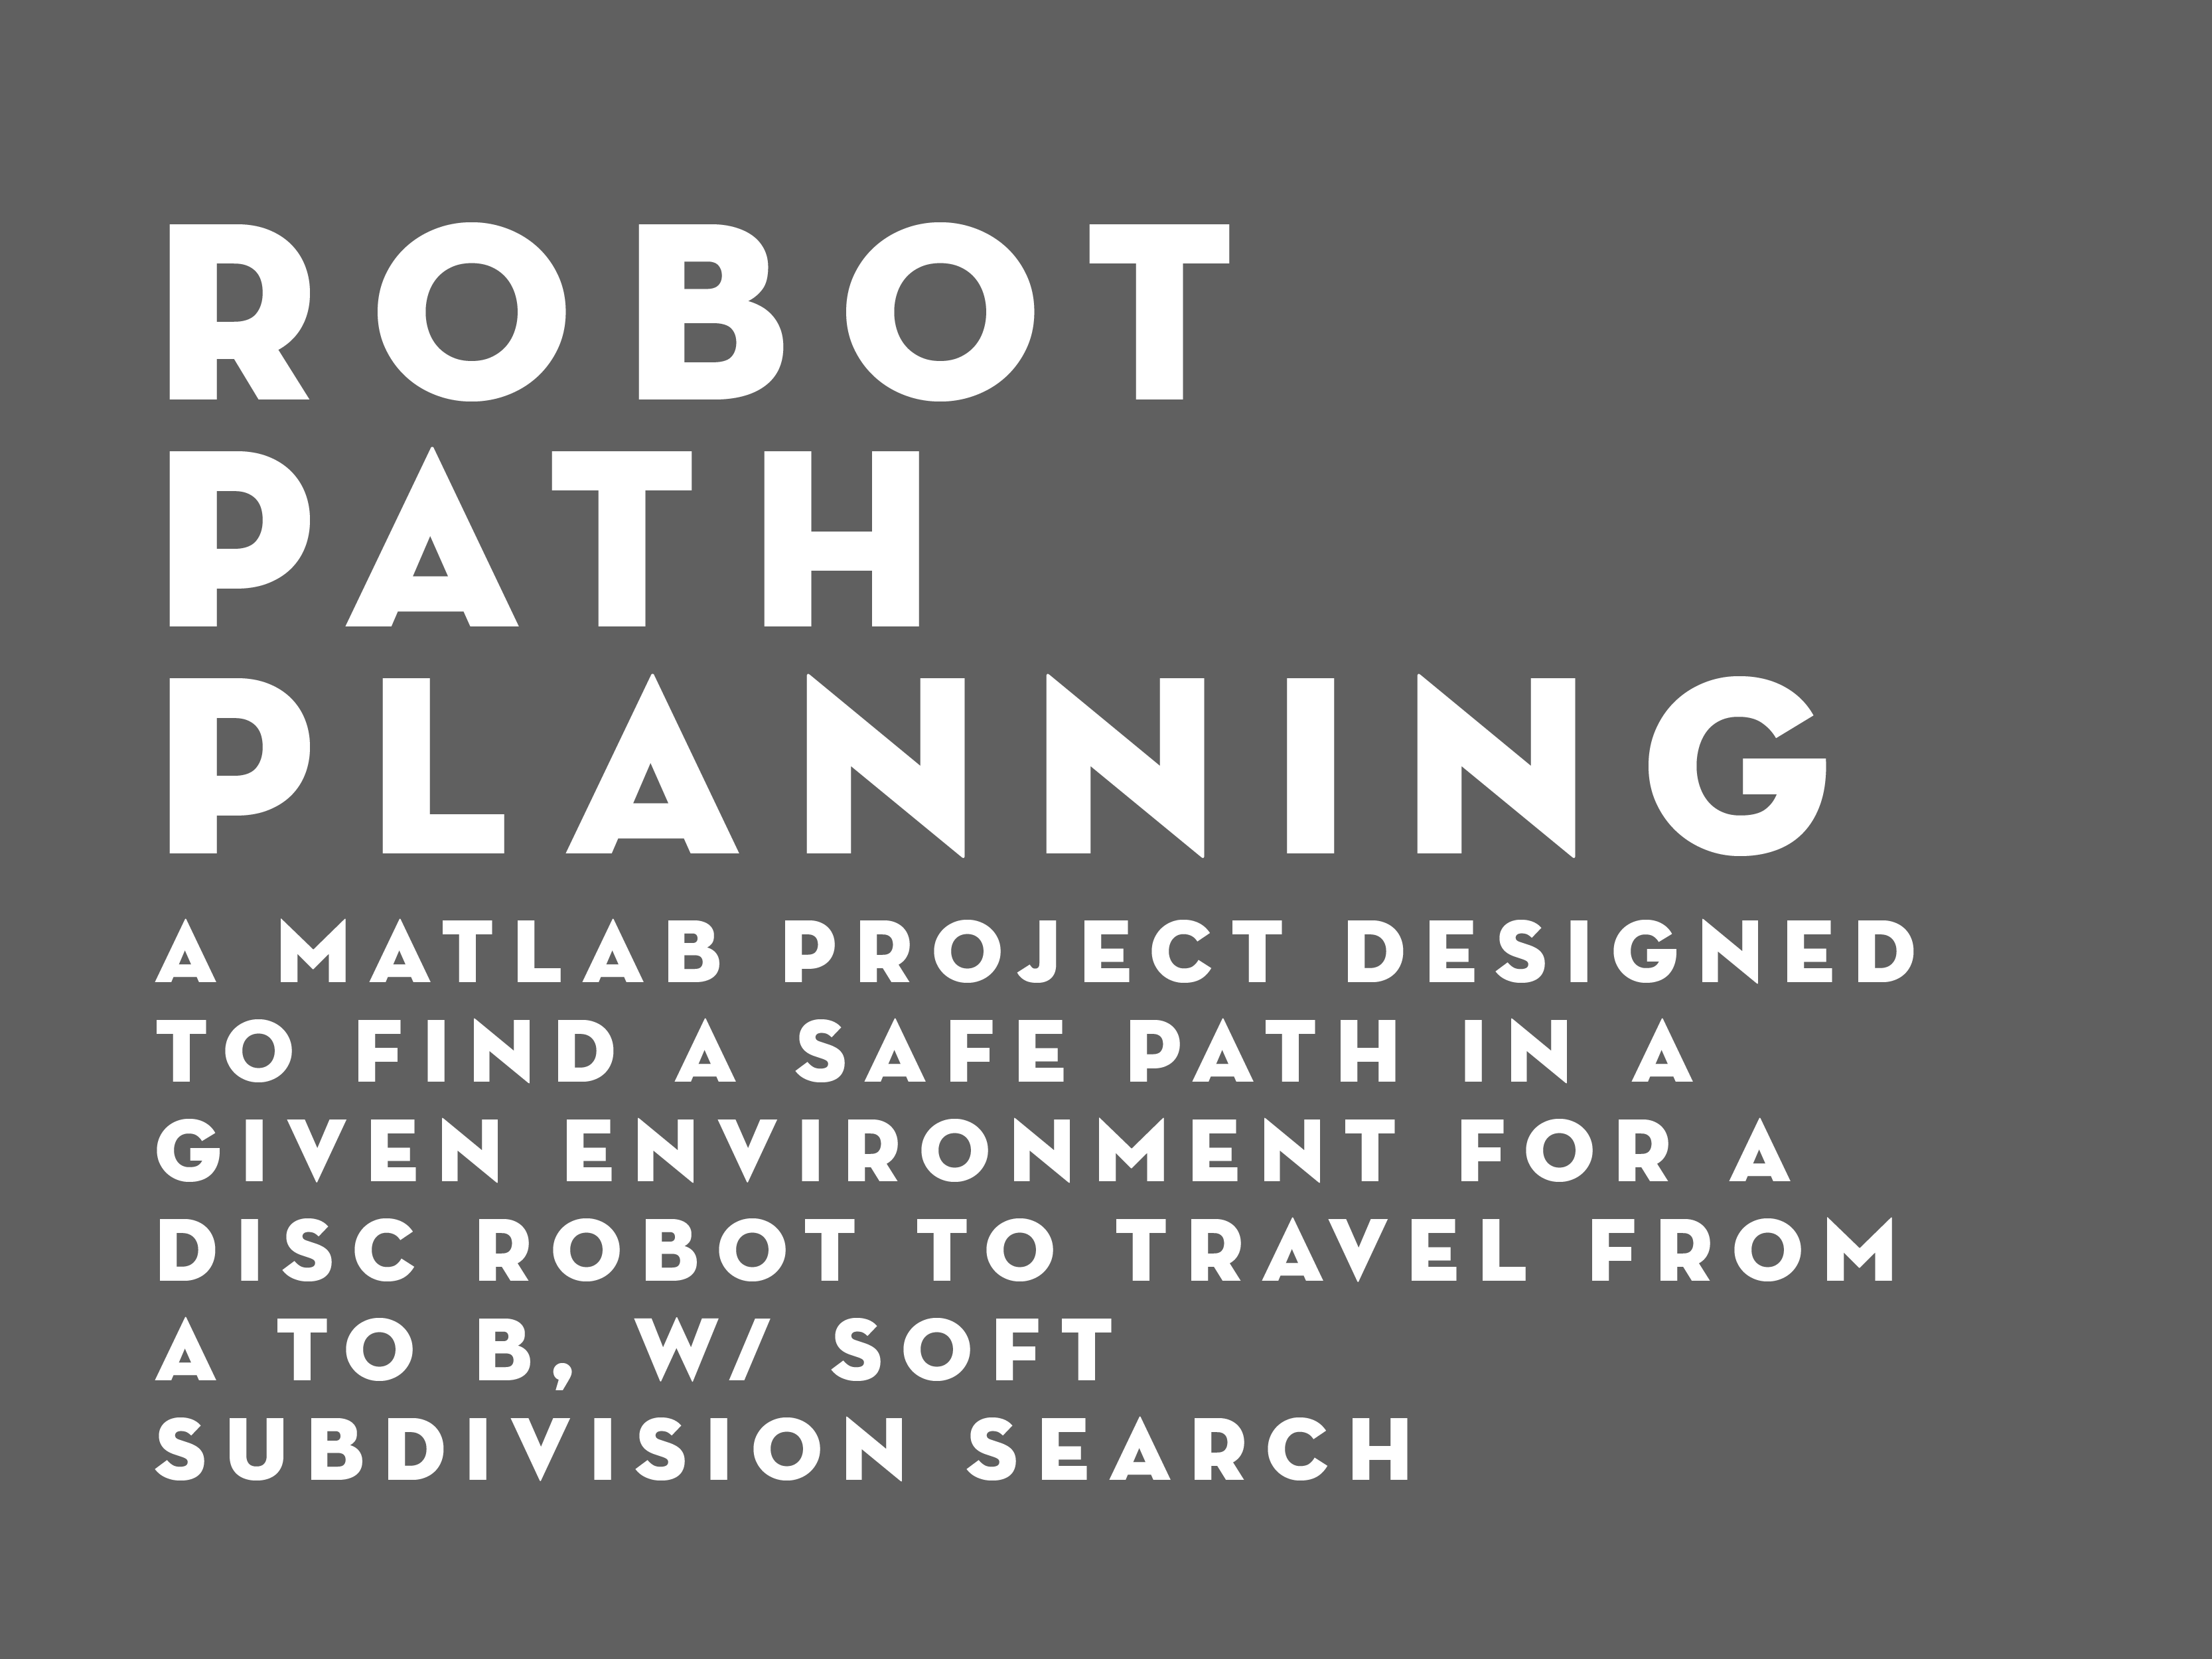 ROBOT
PATH
PLANNING
A MATLAB PROJECT DESIGNED
TO FIND A SAFE PATH IN A
GIVEN ENVIRONMENT FOR A
DISC ROBOT TO TRAVEL FROM
A TO B, W/ SOFT
SUBDIVISION SEARCH